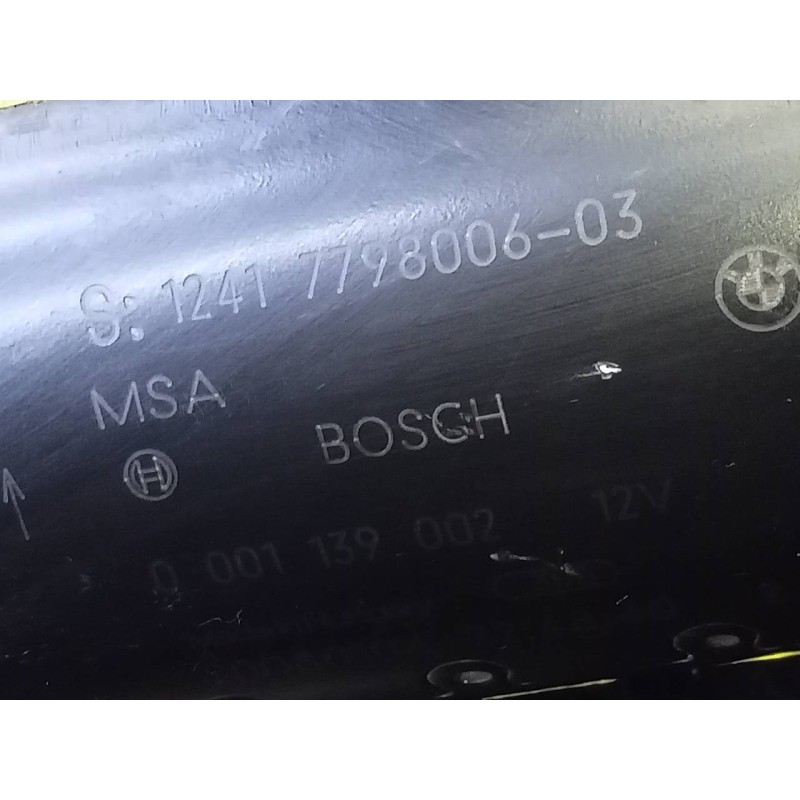 S: 1241 7798006-03
MSA
BOSCH
0 001 139 002 12V